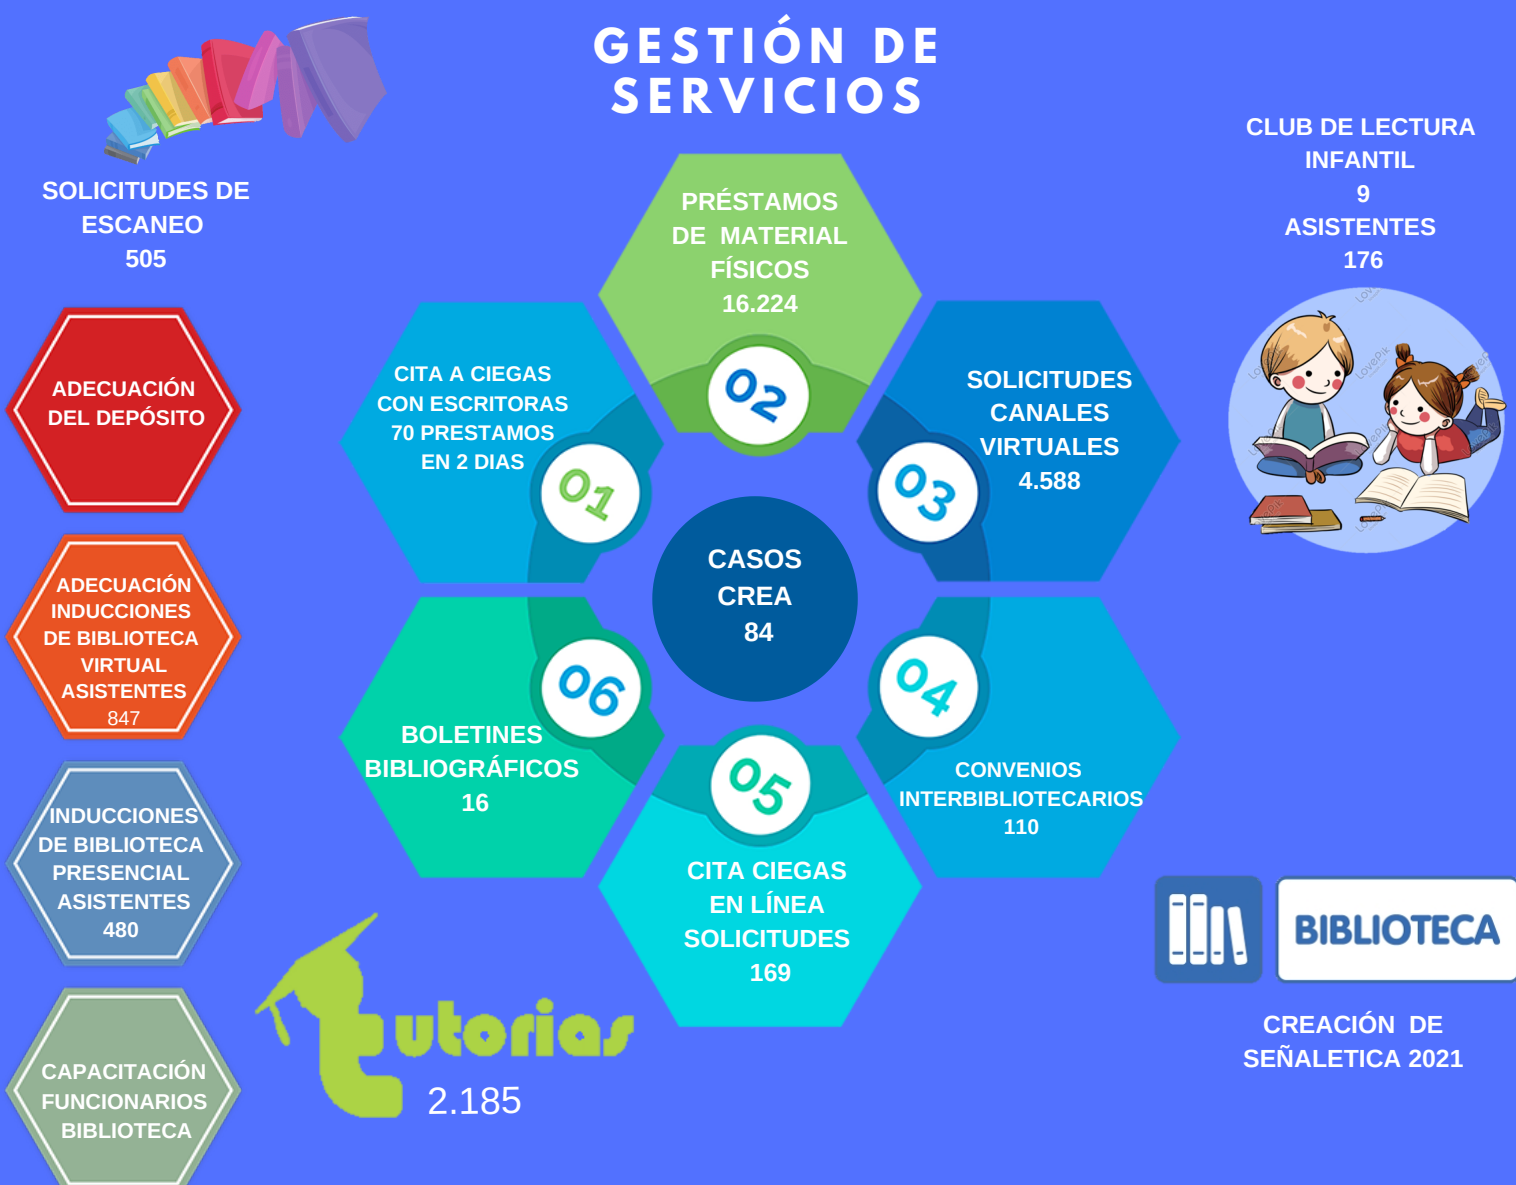 GESTIÓN DE
SERVICIOS
SOLICITUDES DE
ESCANEO
505
CLUB DE LECTURA
INFANTIL
9
ASISTENTES
176
PRÉSTAMOS
DE MATERIAL
FÍSICOS
16.224
02
CITA A CIEGAS
CON ESCRITORAS
70 PRESTAMOS
EN 2 DIAS
01
SOLICITUDES
CANALES
VIRTUALES
4.588
03
CASOS
CREA
84
ADECUACIÓN
DEL DEPÓSITO
ADECUACIÓN
INDUCCIONES
DE BIBLIOTECA
VIRTUAL
ASISTENTES
847
INDUCCIONES
DE BIBLIOTECA
PRESENCIAL
ASISTENTES
480
CAPACITACIÓN
FUNCIONARIOS
BIBLIOTECA
06
BOLETINES
BIBLIOGRÁFICOS
16
04
CONVENIOS
INTERBIBLIOTECARIOS
110
05
CITA CIEGAS
EN LÍNEA
SOLICITUDES
169
tutorias
2.185
BIBLIOTECA
CREACIÓN DE
SEÑALETICA 2021
LovePik